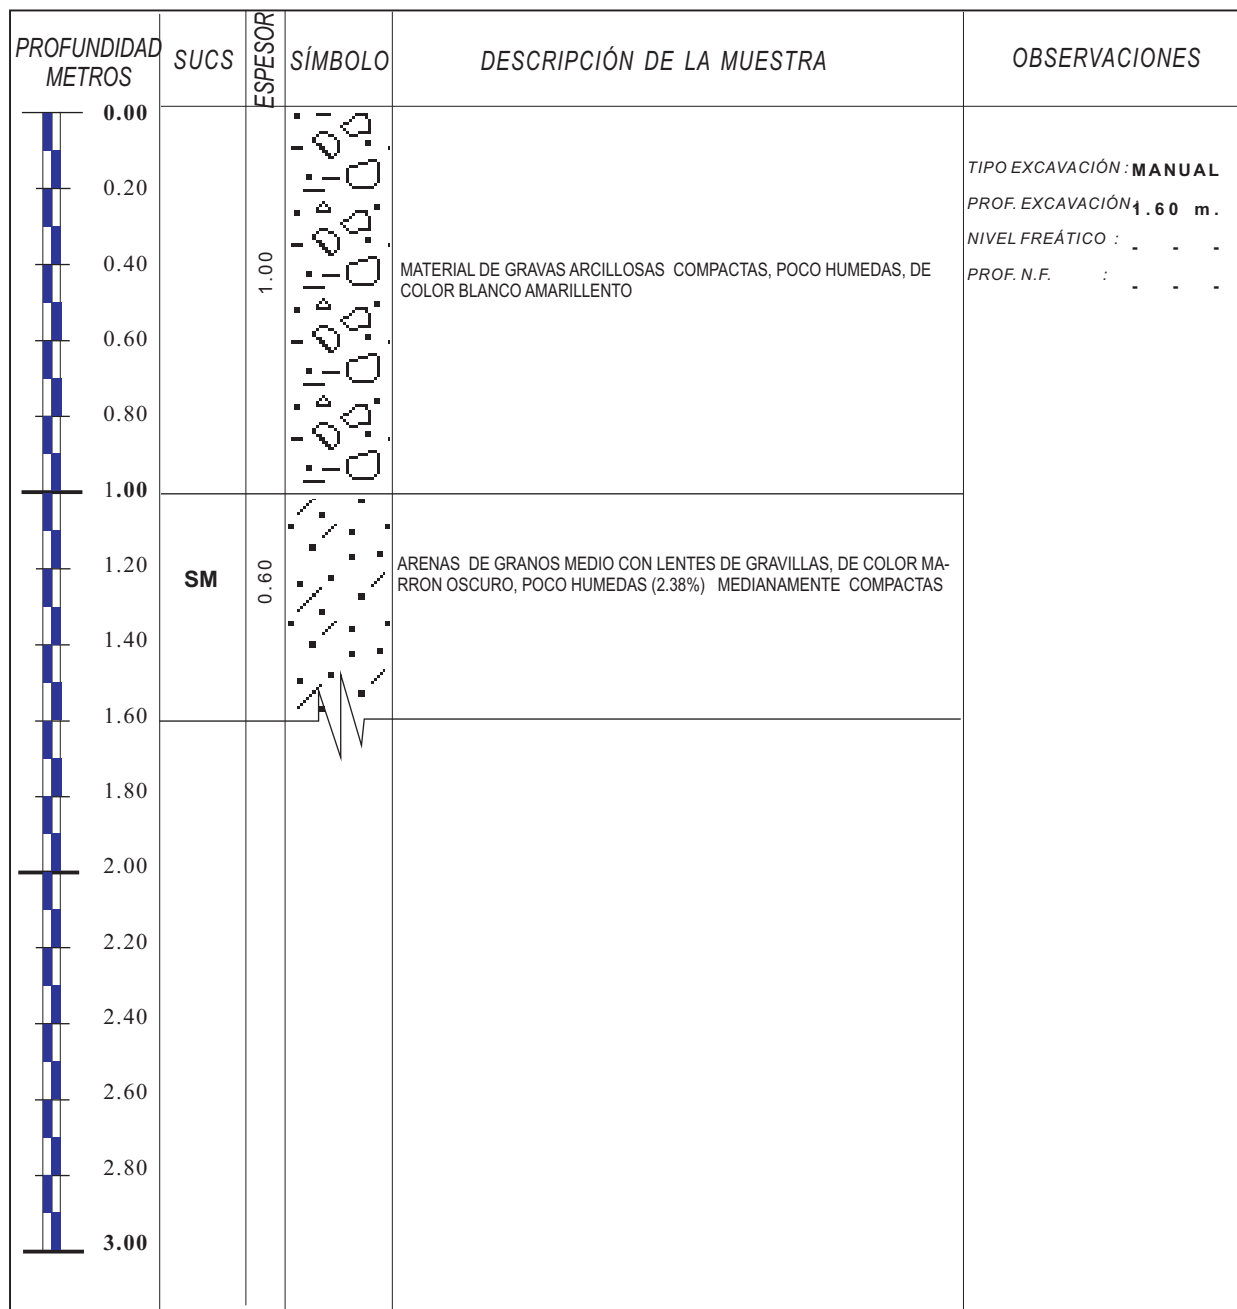 PROFUNDIDAD
METROS
SUCS
ESPESOR
SÍMBOLO
DESCRIPCIÓN DE LA MUESTRA
OBSERVACIONES
0.00
0.20
0.40
0.60
0.80
1.00
1.20
1.40
1.60
1.80
2.00
2.20
2.40
2.60
2.80
3.00
1.00
MATERIAL DE GRAVAS ARCILLOSAS COMPACTAS, POCO HUMEDAS, DE
COLOR BLANCO AMARILLENTO
TIPO EXCAVACIÓN : MANUAL
PROF. EXCAVACIÓN : 1.60 m.
NIVEL FREÁTICO : - - -
PROF. N.F. : - - -
SM
0.60
ARENAS DE GRANOS MEDIO CON LENTES DE GRAVILLAS, DE COLOR MA-
RRON OSCURO, POCO HUMEDAS (2.38%) MEDIANAMENTE COMPACTAS